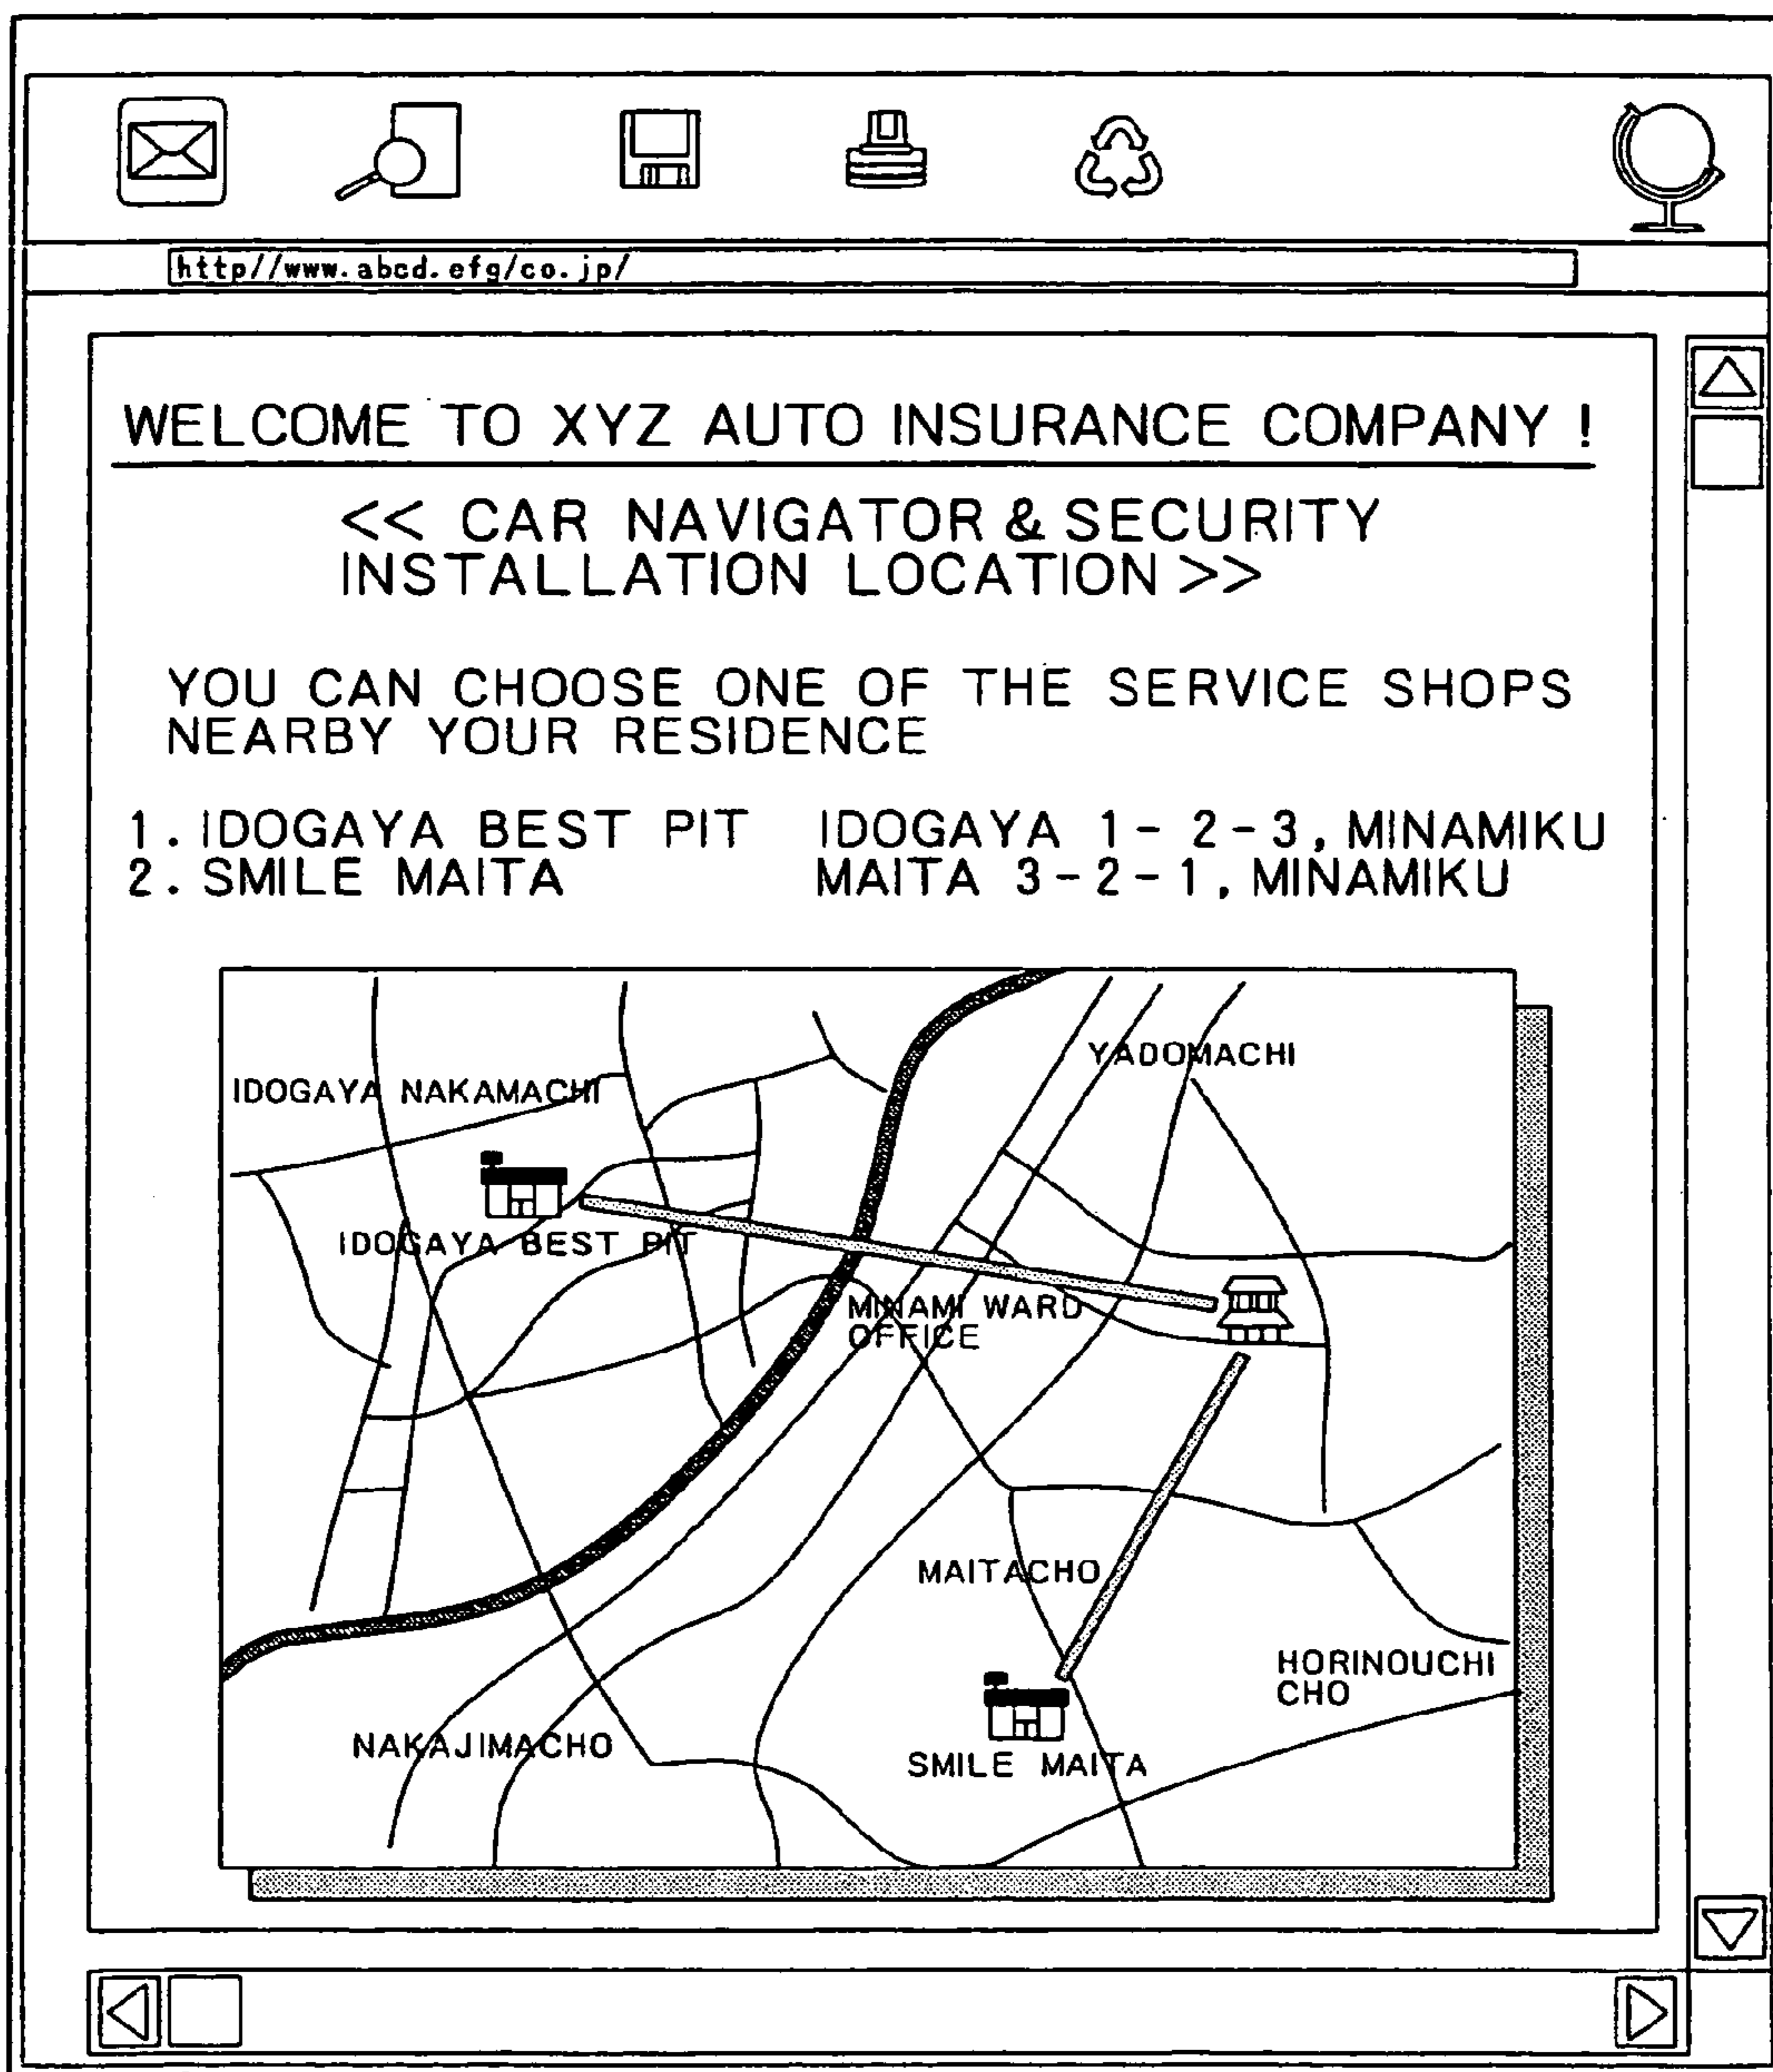 http//www.abcd.efg/co.jp/
WELCOME TO XYZ AUTO INSURANCE COMPANY !
<< CAR NAVIGATOR & SECURITY
INSTALLATION LOCATION >>
YOU CAN CHOOSE ONE OF THE SERVICE SHOPS
NEARBY YOUR RESIDENCE
1. IDOGAYA BEST PIT IDOGAYA 1-2-3, MINAMIKU
2. SMILE MAITA MAITA 3-2-1, MINAMIKU
YADOMACHI
IDOGAYA NAKAMACHI
IDOGAYA BEST PIT
MINAMI WARD
OFFICE
MAITACHO
HORINOUCHI
CHO
NAKAJIMACHO
SMILE MAITA